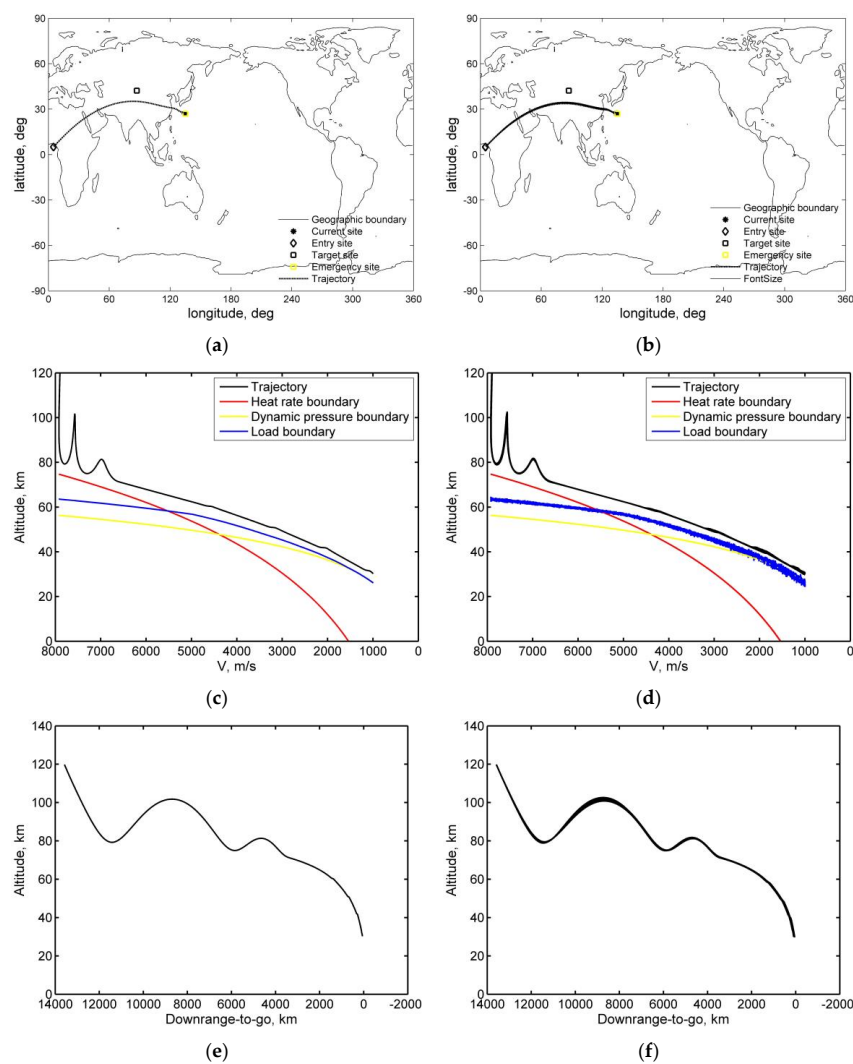 90
60
30
0
-30
-60
-90
latitude, deg
0 60 120 180 240 300 360
longitude, deg
Geographic boundary
Current site
Entry site
Target site
Emergency site
Trajectory
(a)
90
60
30
0
-30
-60
-90
latitude, deg
0 60 120 180 240 300 360
longitude, deg
Geographic boundary
Current site
Entry site
Target site
Emergency site
Trajectory
FontSize
(b)
120
100
80
60
40
20
0
Altitude, km
8000 7000 6000 5000 4000 3000 2000 1000 0
V, m/s
Trajectory
Heat rate boundary
Dynamic pressure boundary
Load boundary
(c)
120
100
80
60
40
20
0
Altitude, km
8000 7000 6000 5000 4000 3000 2000 1000 0
V, m/s
Trajectory
Heat rate boundary
Dynamic pressure boundary
Load boundary
(d)
140
120
100
80
60
40
20
0
Altitude, km
14000 12000 10000 8000 6000 4000 2000 0 -2000
Downrange-to-go, km
(e)
140
120
100
80
60
40
20
0
Altitude, km
14000 12000 10000 8000 6000 4000 2000 0 -2000
Downrange-to-go, km
(f)